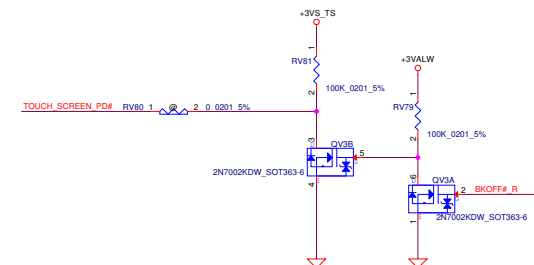 +3VS_TS
1
RV81
+3VALW
2
100K_0201_5%
1
TOUCH_SCREEN_PD# RV80 1 @ 2 0_0201_5%
RV79
100K_0201_5%
2
3
QV3B
5
2N7002KDW_SOT363-6
4
6
QV3A
2 BKOFF#_R
2N7002KDW_SOT363-6
1